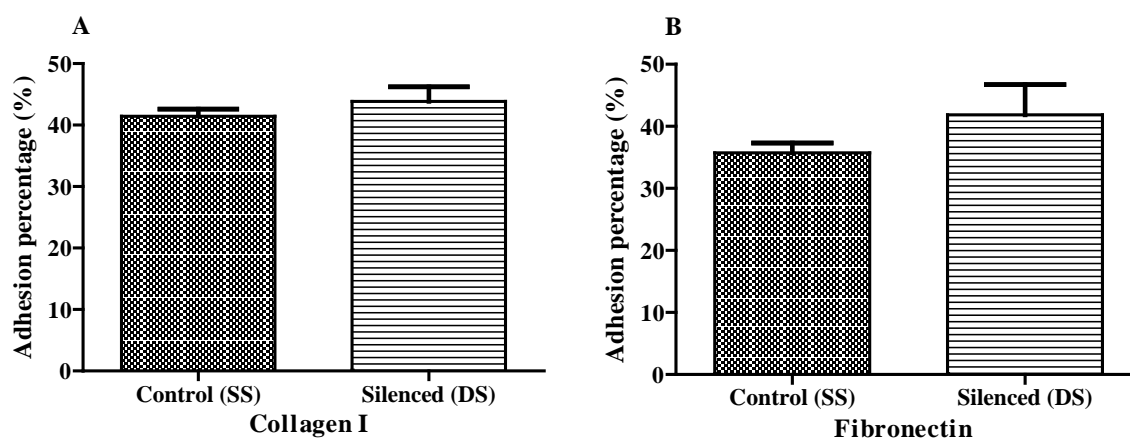 A
Adhesion percentage (%)
50
40
30
20
10
0
Control (SS)
Silenced (DS)
Collagen I
B
Adhesion percentage (%)
50
40
30
20
10
0
Control (SS)
Silenced (DS)
Fibronectin